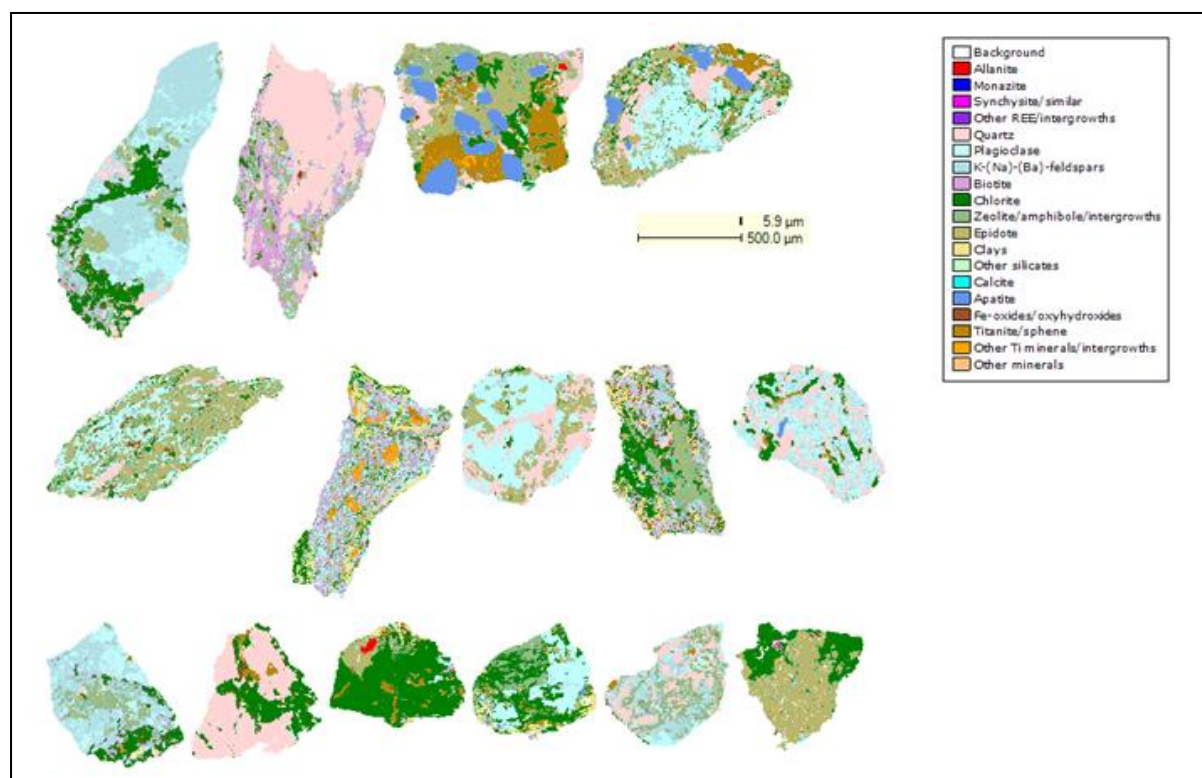 5.9 µm
500.0 µm
Background
Allanite
Monazite
Synchysite/similar
Other REE/intergrowths
Quartz
Plagioclase
K-(Na)-(Ba)-feldspars
Biotite
Chlorite
Zeolite/amphibole/intergrowths
Epidote
Clays
Other silicates
Calcite
Apatite
Fe-oxides/oxyhydroxides
Titanite/sphene
Other Ti minerals/intergrowths
Other minerals